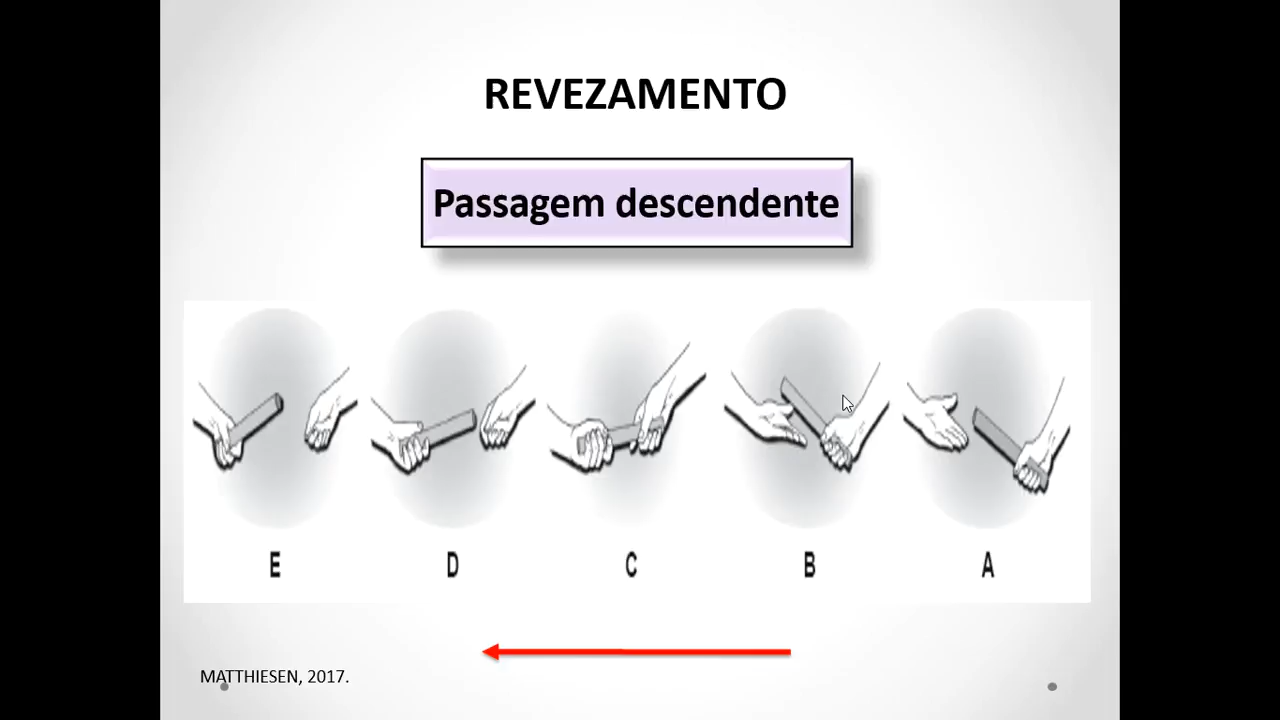 REVEZAMENTO
Passagem descendente
E D C B A
MATTHIESEN, 2017.